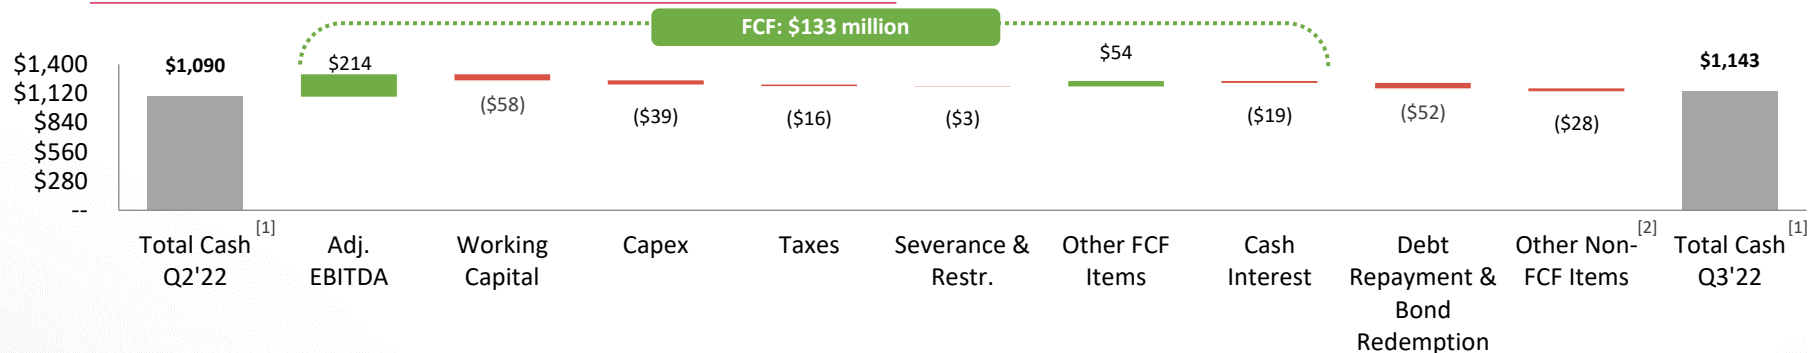 FCF: $133 million
$1,400
$1,120
$840
$560
$280
--
$1,090
$214
($58)
($39)
($16)
($3)
$54
($19)
($52)
($28)
$1,143
Total Cash [1]
Q2'22
Adj.
EBITDA
Working
Capital
Capex
Taxes
Severance &
Restr.
Other FCF
Items
Cash
Interest
Debt
Repayment &
Bond
Redemption
Other Non- [2]
FCF Items
Total Cash [1]
Q3'22